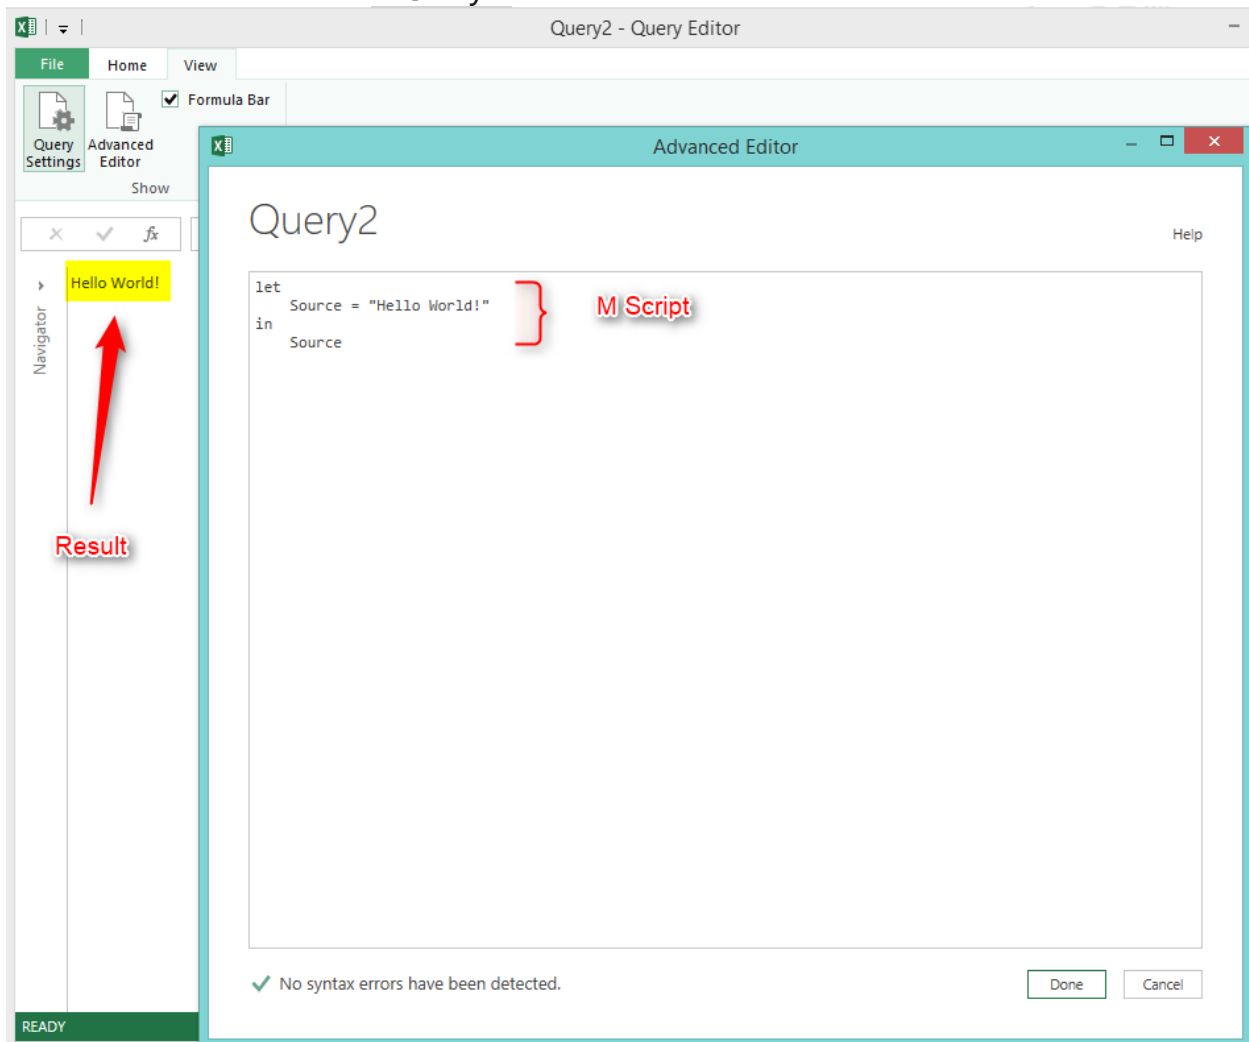 Query2 - Query Editor
File Home View
Formula Bar
Query Settings
Advanced Editor
Show
Advanced Editor
Query2
Help
fx
Hello World!
Navigator
let
    Source = "Hello World!"
in
    Source
M Script
Result
No syntax errors have been detected.
Done
Cancel
READY